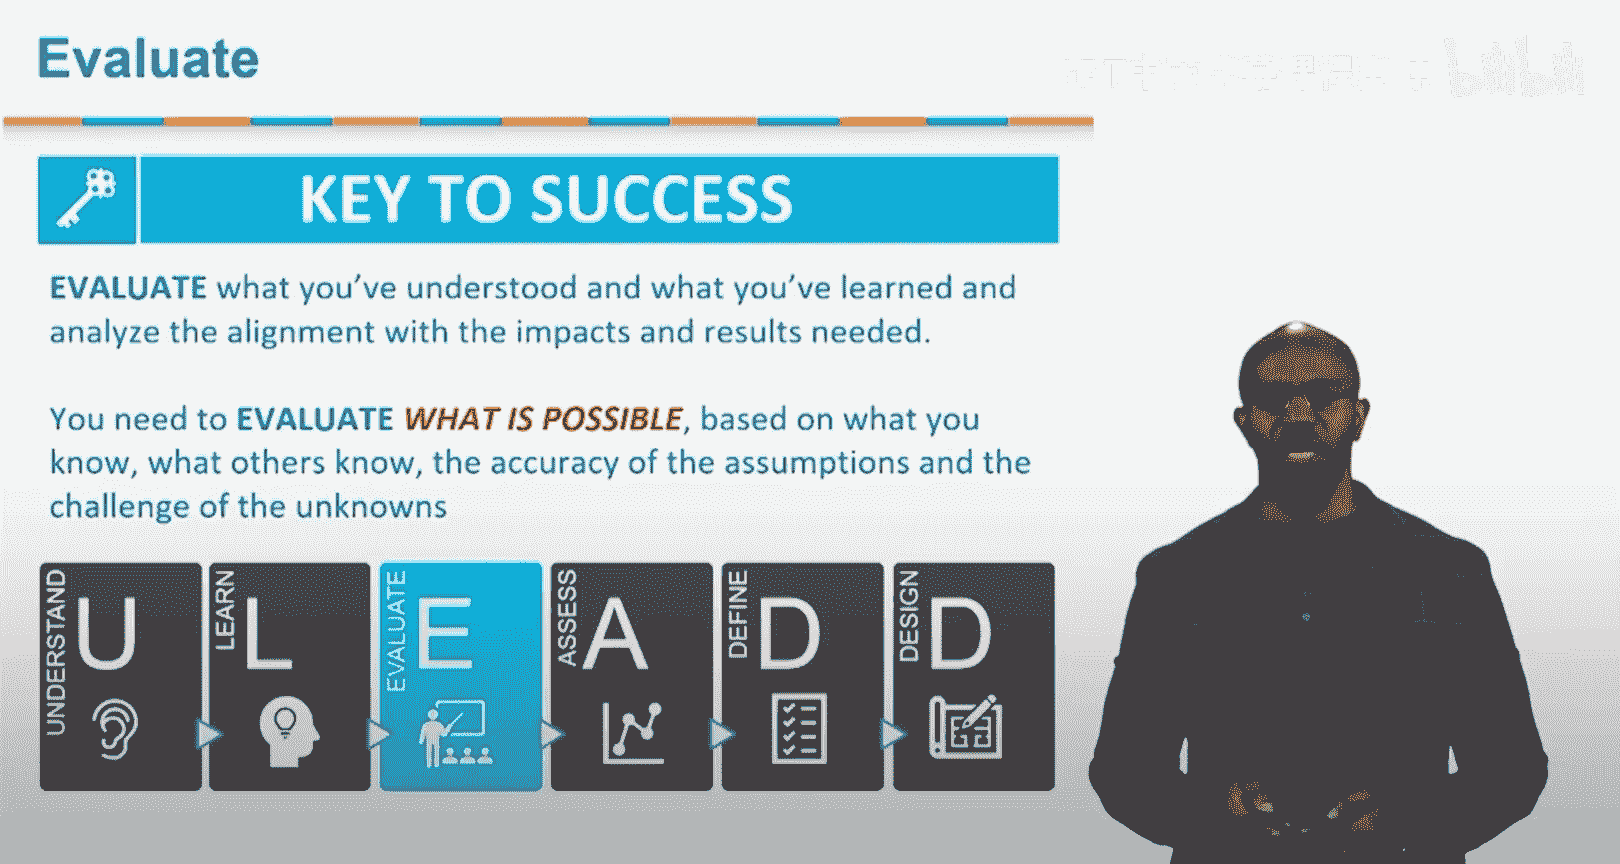 Evaluate
KEY TO SUCCESS
EVALUATE what you've understood and what you've learned and
analyze the alignment with the impacts and results needed.
You need to EVALUATE WHAT IS POSSIBLE, based on what you
know, what others know, the accuracy of the assumptions and the
challenge of the unknowns
UNDERSTAND U
LEARN L
EVALUATE E
ASSESS A
DEFINE D
DESIGN D
bilibili